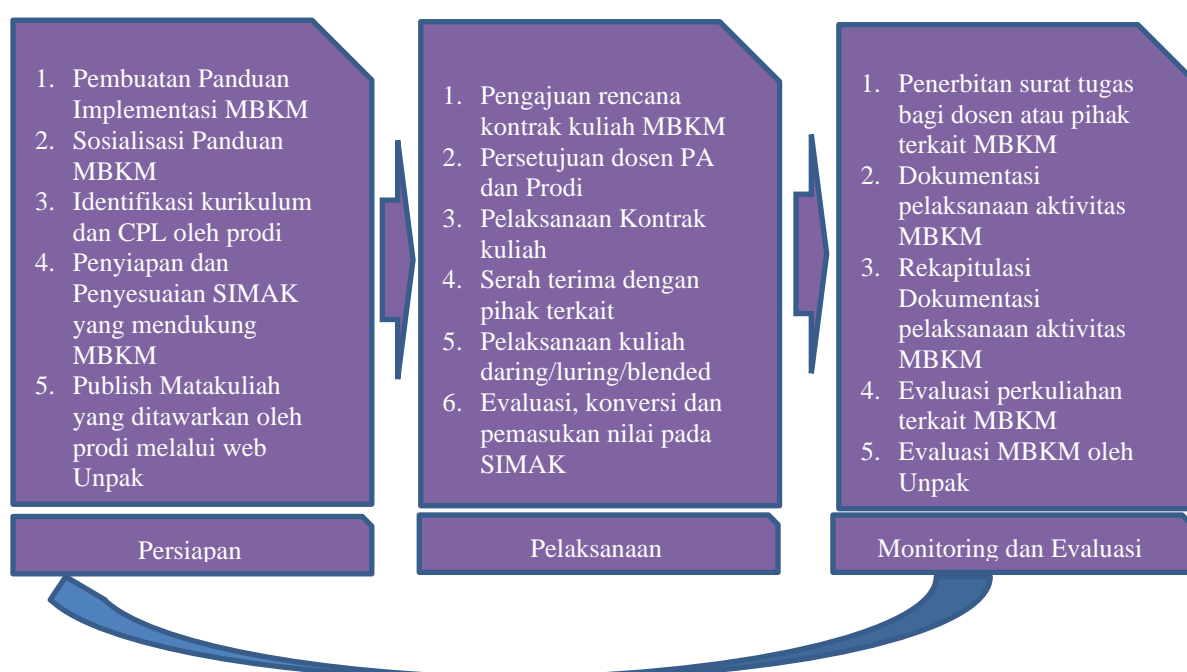 1. Pembuatan Panduan
Implementasi MBKM
2. Sosialisasi Panduan
MBKM
3. Identifikasi kurikulum
dan CPL oleh prodi
4. Penyiapan dan
Penyesuaian SIMAK
yang mendukung
MBKM
5. Publish Matakuliah
yang ditawarkan oleh
prodi melalui web
Unpak
Persiapan
1. Pengajuan rencana
kontrak kuliah MBKM
2. Persetujuan dosen PA
dan Prodi
3. Pelaksanaan Kontrak
kuliah
4. Serah terima dengan
pihak terkait
5. Pelaksanaan kuliah
daring/luring/blended
6. Evaluasi, konversi dan
pemasukan nilai pada
SIMAK
Pelaksanaan
1. Penerbitan surat tugas
bagi dosen atau pihak
terkait MBKM
2. Dokumentasi
pelaksanaan aktivitas
MBKM
3. Rekapitulasi
Dokumentasi
pelaksanaan aktivitas
MBKM
4. Evaluasi perkuliahan
terkait MBKM
5. Evaluasi MBKM oleh
Unpak
Monitoring dan Evaluasi